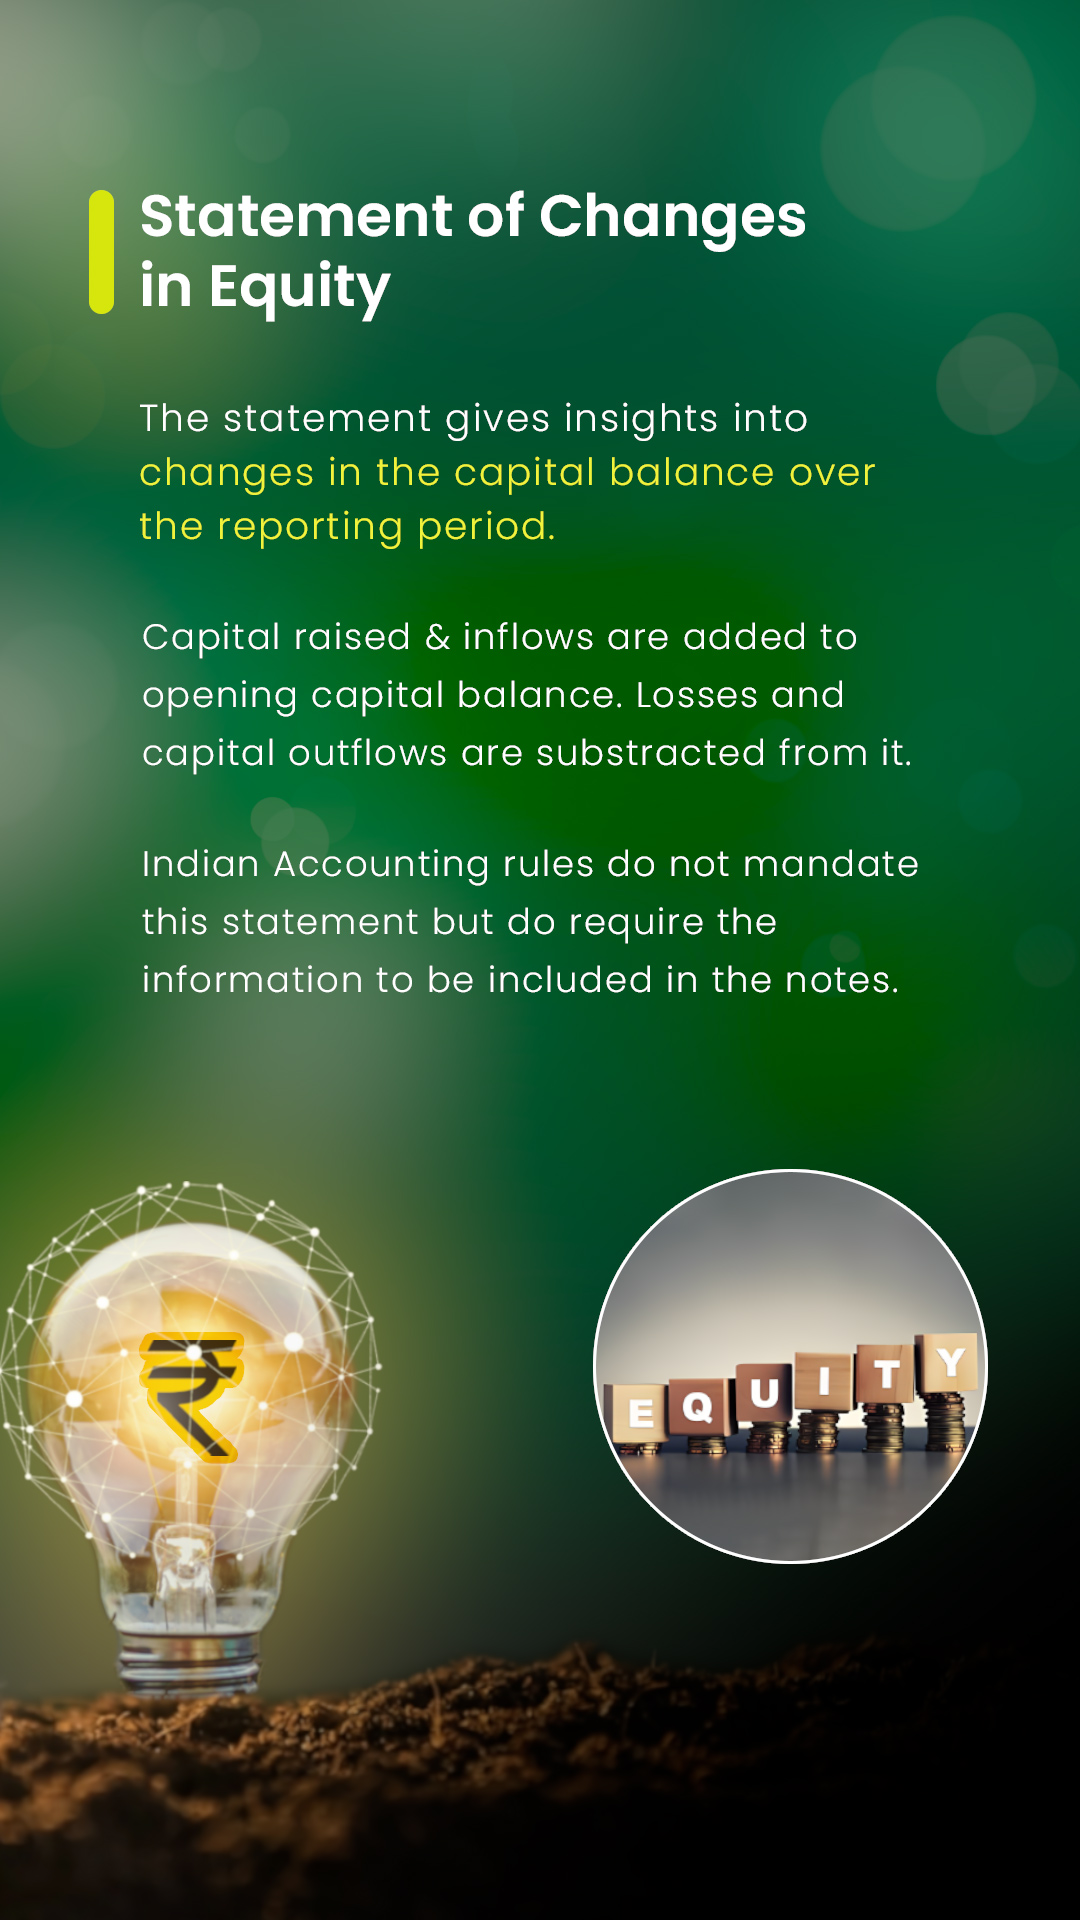 Statement of Changes
in Equity
The statement gives insights into
changes in the capital balance over
the reporting period.
Capital raised & inflows are added to
opening capital balance. Losses and
capital outflows are substracted from it.
Indian Accounting rules do not mandate
this statement but do require the
information to be included in the notes.
₹
EQUITY